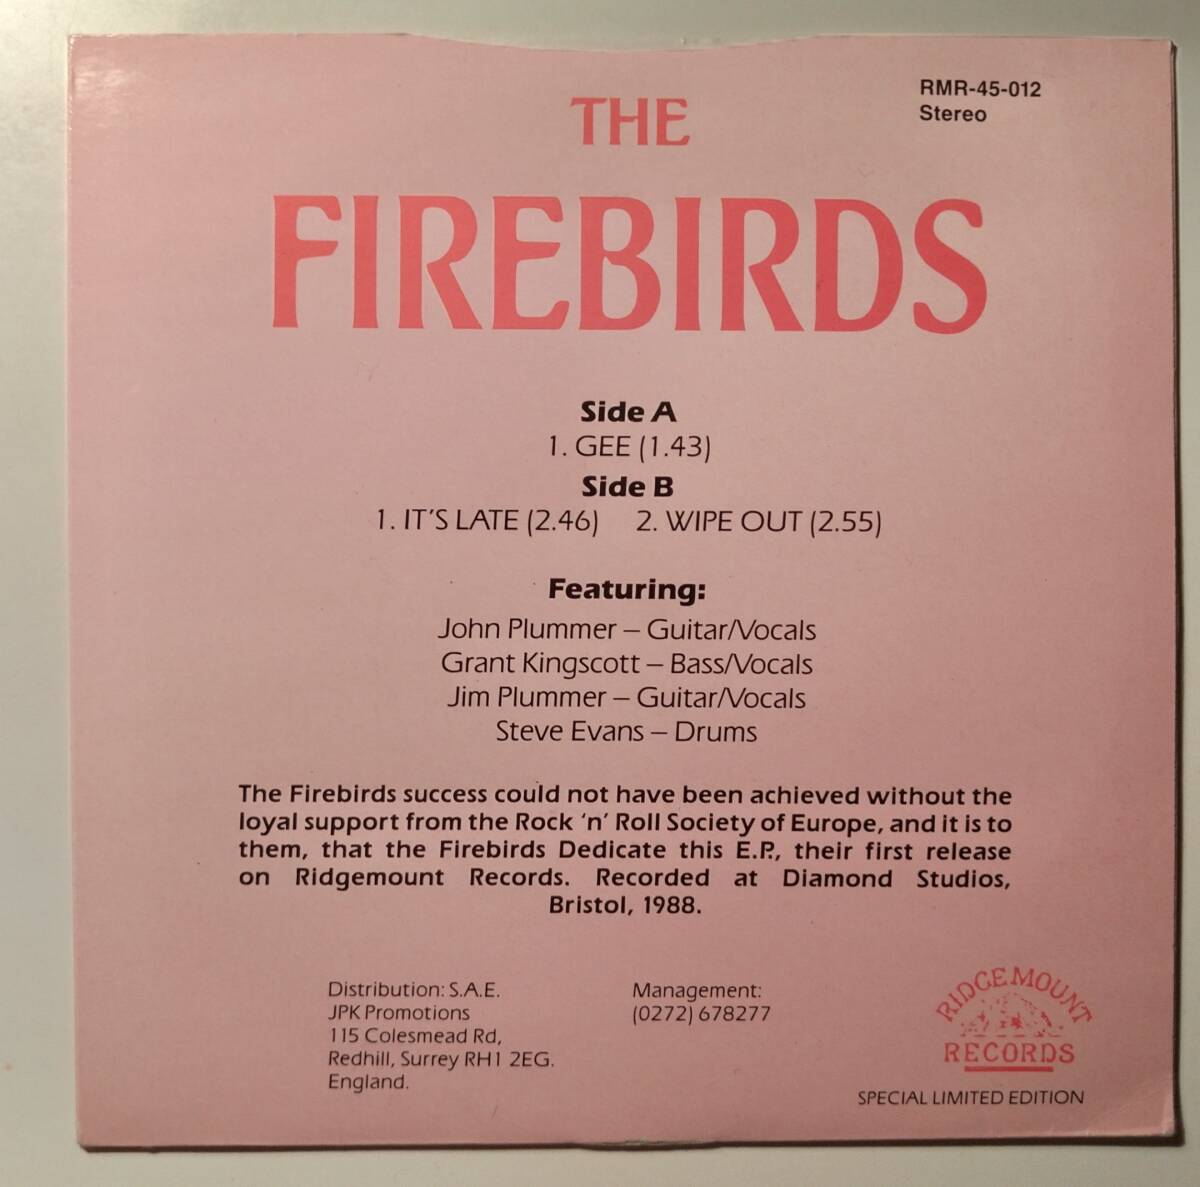 RMR-45-012
Stereo
THE
FIREBIRDS
Side A
1. GEE (1.43)
Side B
1. IT'S LATE (2.46) 2. WIPE OUT (2.55)
Featuring:
John Plummer – Guitar/Vocals
Grant Kingscott – Bass/Vocals
Jim Plummer – Guitar/Vocals
Steve Evans – Drums
The Firebirds success could not have been achieved without the
loyal support from the Rock 'n' Roll Society of Europe, and it is to
them, that the Firebirds Dedicate this E.P., their first release
on Ridgemount Records. Recorded at Diamond Studios,
Bristol, 1988.
Distribution: S.A.E.
JPK Promotions
115 Colesmead Rd,
Redhill, Surrey RH1 2EG.
England.
Management:
(0272) 678277
RIDGEMOUNT
RECORDS
SPECIAL LIMITED EDITION